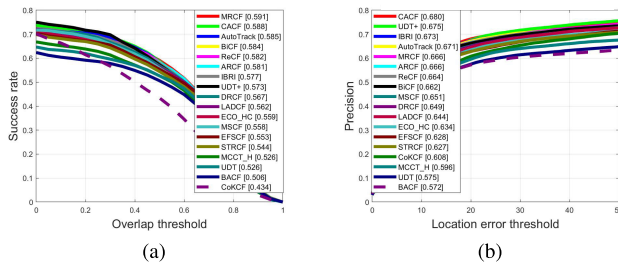 0.8
0.7
0.6
0.5
0.4
0.3
0.2
0.1
0
Success rate
0
0.2
0.4
0.6
0.8
1
Overlap threshold
MRCF [0.591]
CACF [0.588]
AutoTrack [0.585]
BiCF [0.584]
ReCF [0.582]
ARCF [0.581]
IBRI [0.577]
UDT+ [0.573]
DRCF [0.567]
LADCF [0.562]
ECO_HC [0.559]
MSCF [0.558]
EFSCF [0.553]
STRCF [0.544]
MCCT_H [0.526]
UDT [0.526]
BACF [0.506]
CoKCF [0.434]
(a)
0.8
0.7
0.6
0.5
0.4
0.3
0.2
0.1
0
Precision
0
10
20
30
40
50
Location error threshold
CACF [0.680]
UDT+ [0.675]
IBRI [0.673]
AutoTrack [0.671]
MRCF [0.666]
ARCF [0.666]
ReCF [0.664]
BiCF [0.662]
MSCF [0.651]
DRCF [0.649]
LADCF [0.644]
ECO_HC [0.634]
EFSCF [0.628]
STRCF [0.627]
CoKCF [0.608]
MCCT_H [0.596]
UDT [0.575]
BACF [0.572]
(b)